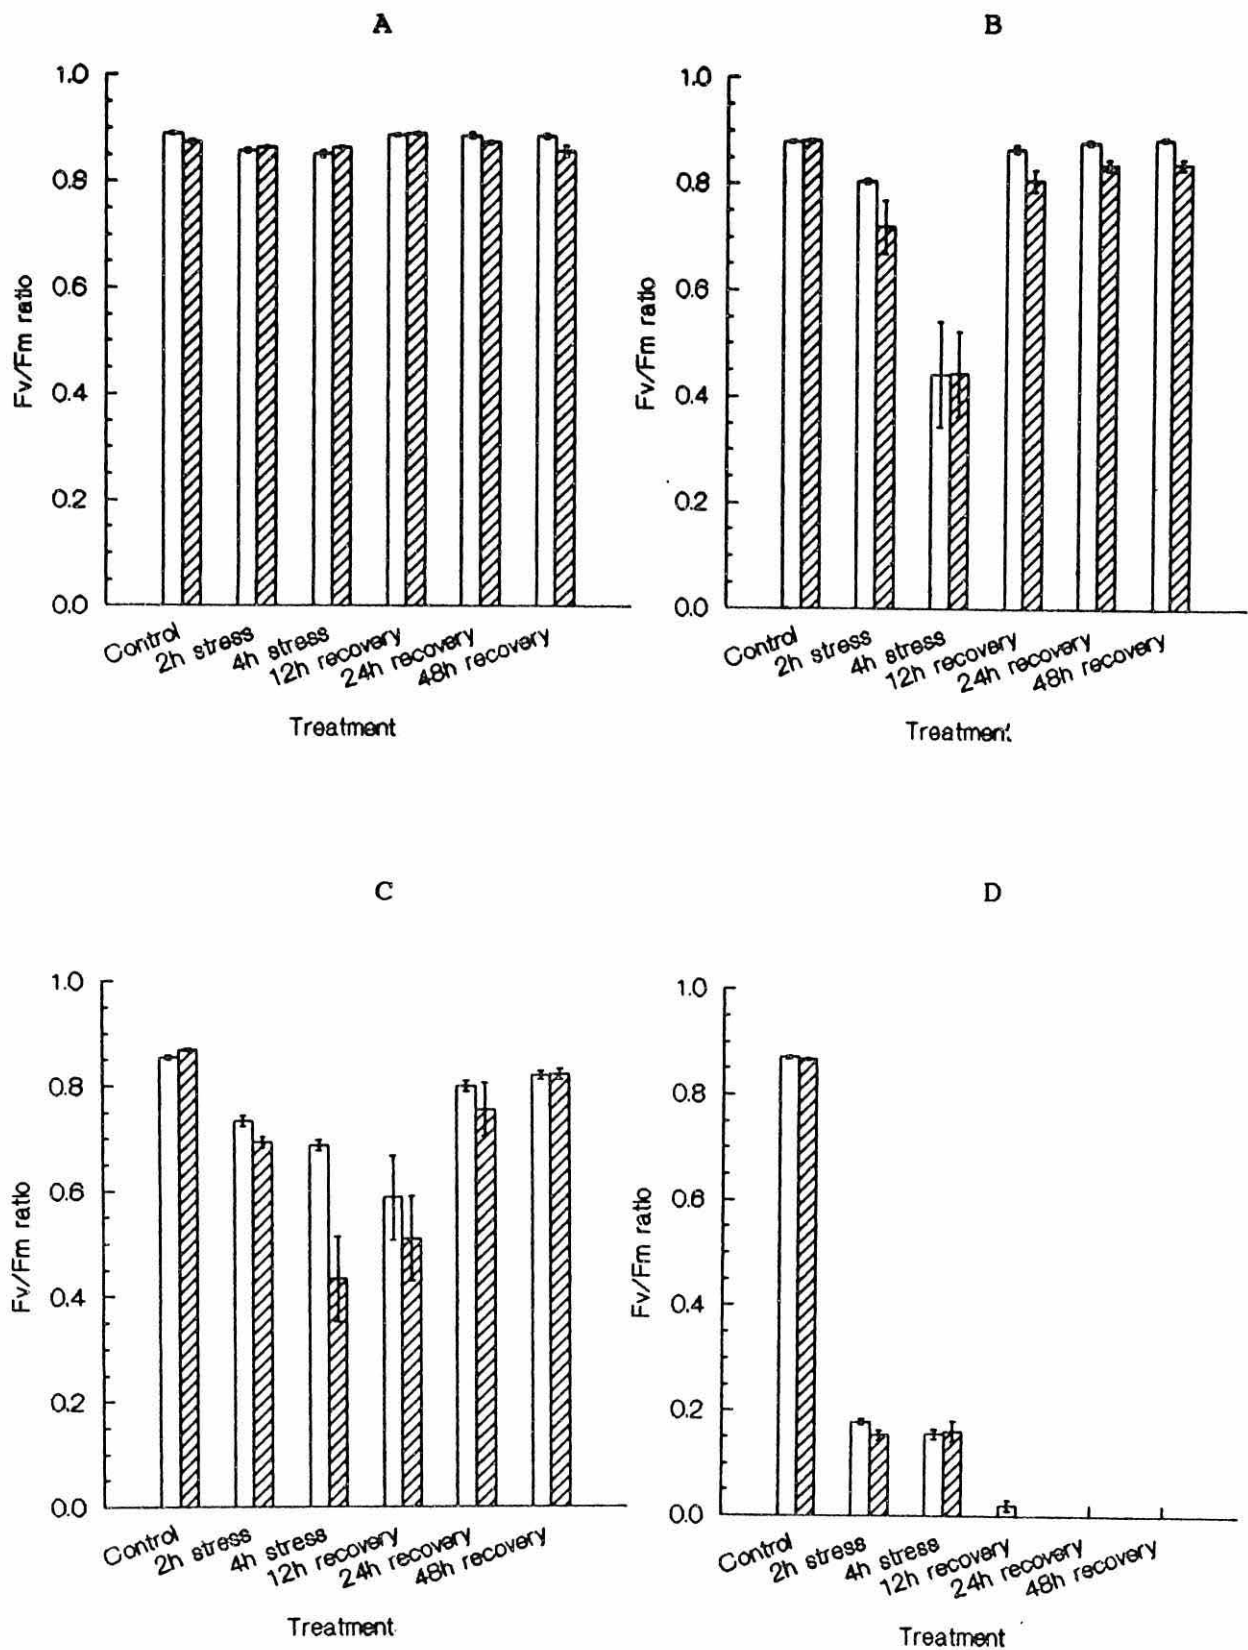 A
1.0
0.8
0.6
0.4
0.2
0.0
Fv/Fm ratio
Control
2h stress
4h stress
12h recovery
24h recovery
48h recovery
Treatment
B
1.0
0.8
0.6
0.4
0.2
0.0
Fv/Fm ratio
Control
2h stress
4h stress
12h recovery
24h recovery
48h recovery
Treatment
C
1.0
0.8
0.6
0.4
0.2
0.0
Fv/Fm ratio
Control
2h stress
4h stress
12h recovery
24h recovery
48h recovery
Treatment
D
1.0
0.8
0.6
0.4
0.2
0.0
Fv/Fm ratio
Control
2h stress
4h stress
12h recovery
24h recovery
48h recovery
Treatment